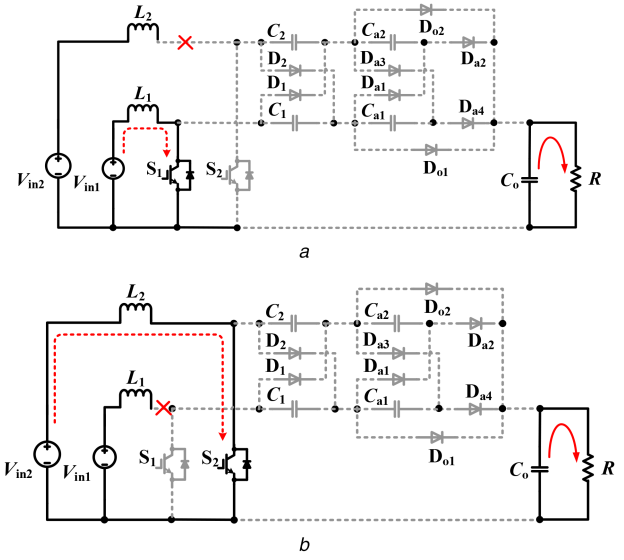 L2
C2
Do2
Ca2
D2
Da3
Da2
L1
D1
Da1
C1
Ca1
Da4
S1
S2
Do1
Vin2
Vin1
Co
R
a
L2
C2
Ca2
Do2
D2
Da3
Da2
D1
Da1
L1
C1
Ca1
Da4
S1
S2
Do1
Vin2
Vin1
Co
R
b